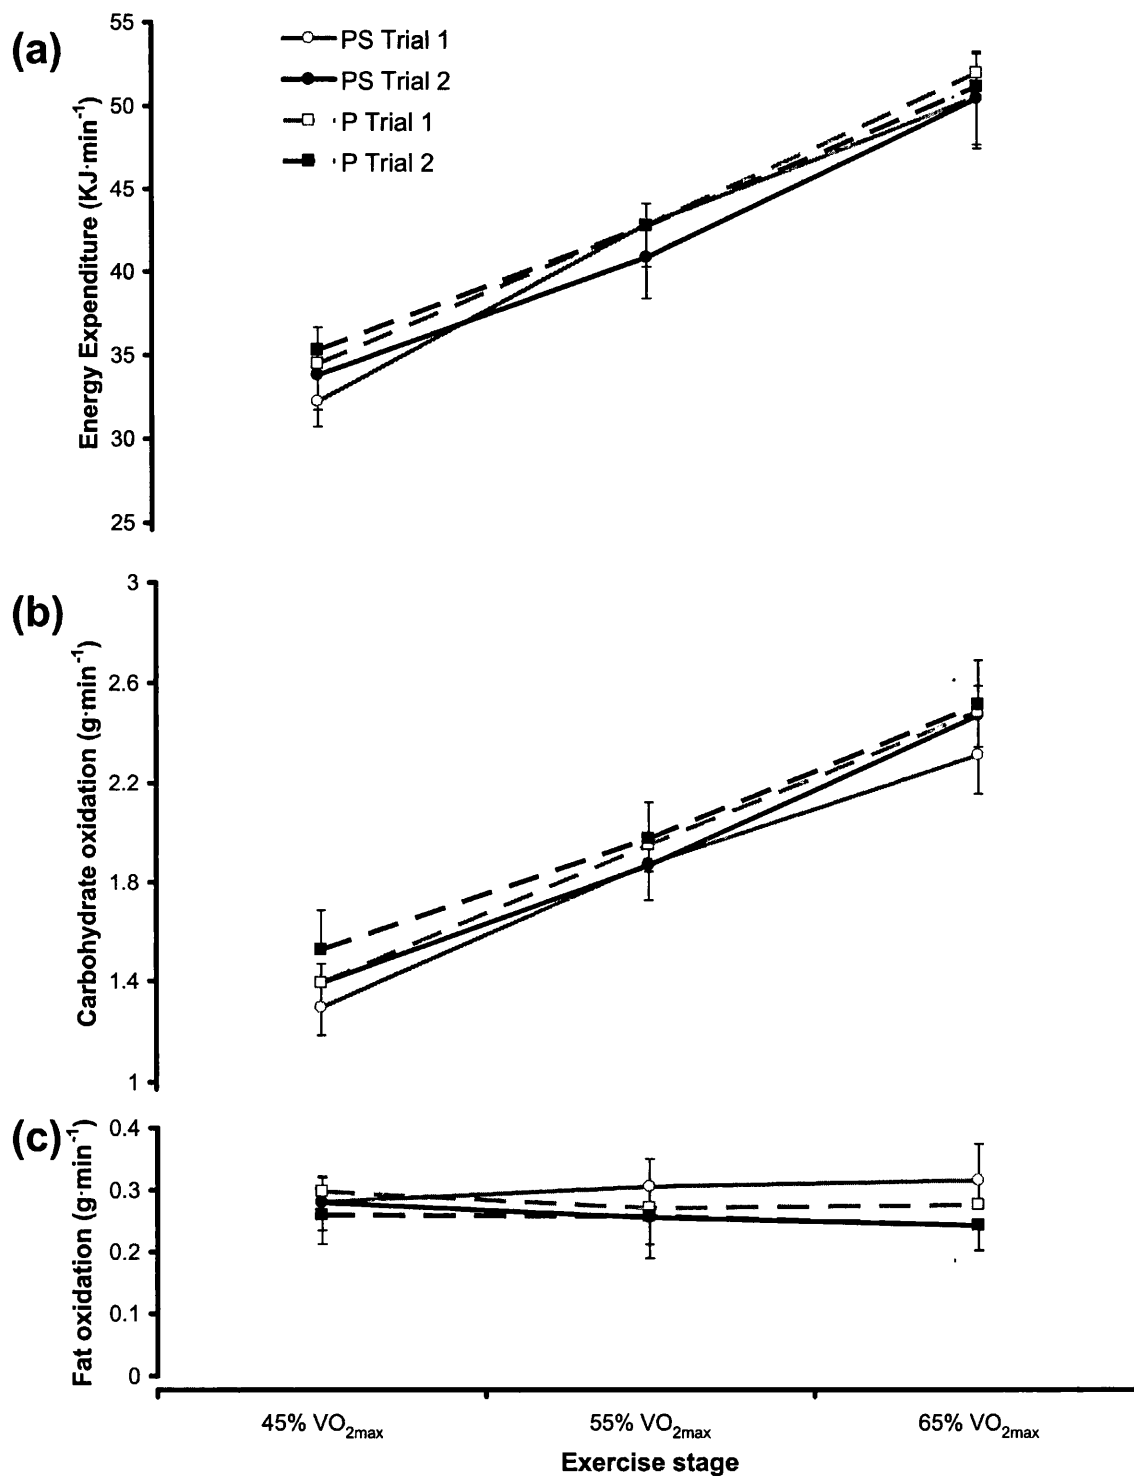 (a)
Energy Expenditure (KJ·min⁻¹)
55
50
45
40
35
30
25
PS Trial 1
PS Trial 2
P Trial 1
P Trial 2
(b)
Carbohydrate oxidation (g·min⁻¹)
3
2.6
2.2
1.8
1.4
1
(c)
Fat oxidation (g·min⁻¹)
0.4
0.3
0.2
0.1
0
45% VO₂max
55% VO₂max
65% VO₂max
Exercise stage